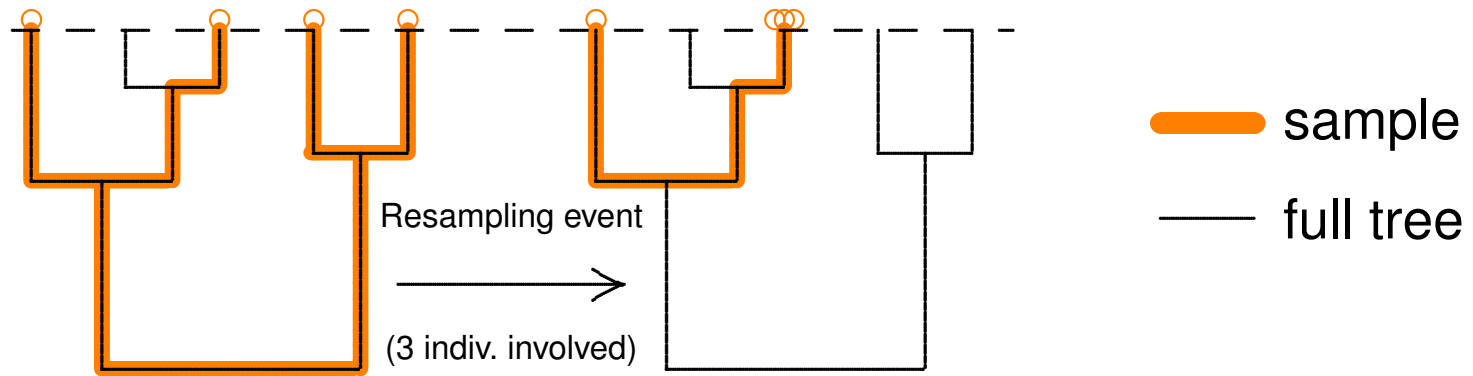 sample
Resampling event
full tree
(3 indiv. involved)